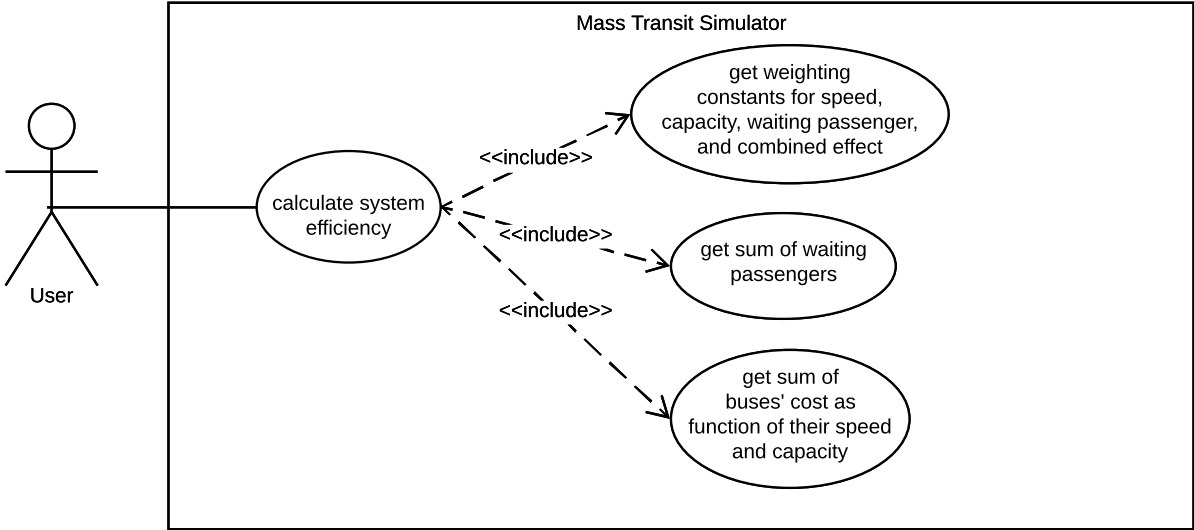 Mass Transit Simulator
get weighting
constants for speed,
capacity, waiting passenger,
and combined effect
<<include>>
calculate system
efficiency
<<include>>
get sum of waiting
passengers
User
<<include>>
get sum of
buses' cost as
function of their speed
and capacity